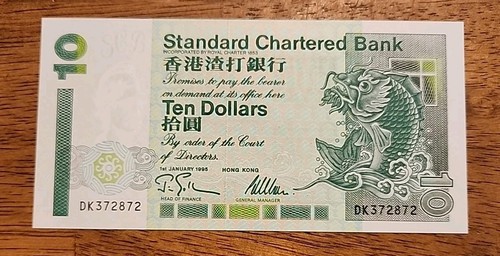 10
Standard Chartered Bank
INCORPORATED BY ROYAL CHARTER 1853
香港渣打銀行
Promises to pay the bearer
on demand at its office here
Ten Dollars
拾圓
By order of the Court
of Directors.
1ST JANUARY 1995 HONG KONG
HEAD OF FINANCE GENERAL MANAGER
DK372872
DK372872
10